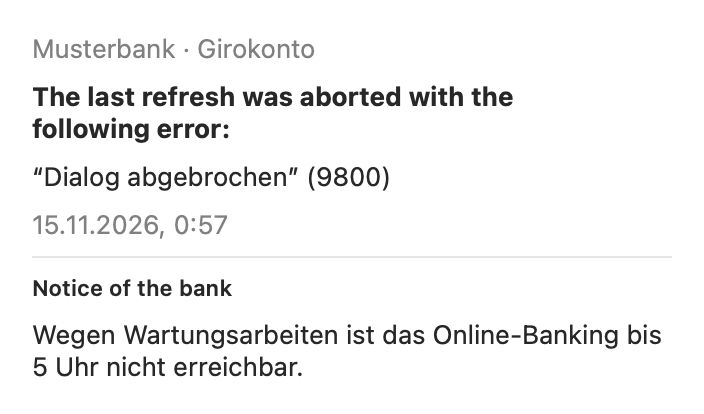 Musterbank · Girokonto
The last refresh was aborted with the
following error:
“Dialog abgebrochen” (9800)
15.11.2026, 0:57
Notice of the bank
Wegen Wartungsarbeiten ist das Online-Banking bis
5 Uhr nicht erreichbar.